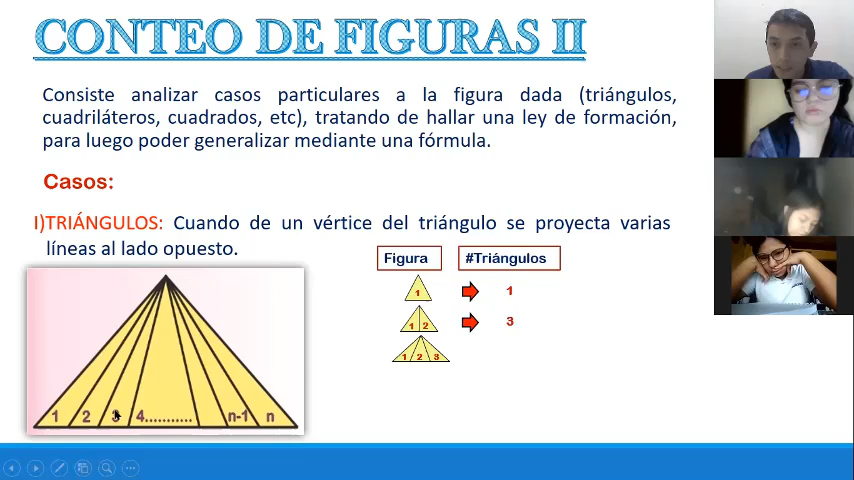 CONTEO DE FIGURAS II
Consiste analizar casos particulares a la figura dada (triángulos,
cuadriláteros, cuadrados, etc), tratando de hallar una ley de formación,
para luego poder generalizar mediante una fórmula.
Casos:
I)TRIÁNGULOS: Cuando de un vértice del triángulo se proyecta varias
líneas al lado opuesto.
Figura #Triángulos
1 1
1 2 3
1 2 3
1 2 3 4........... n-1 n